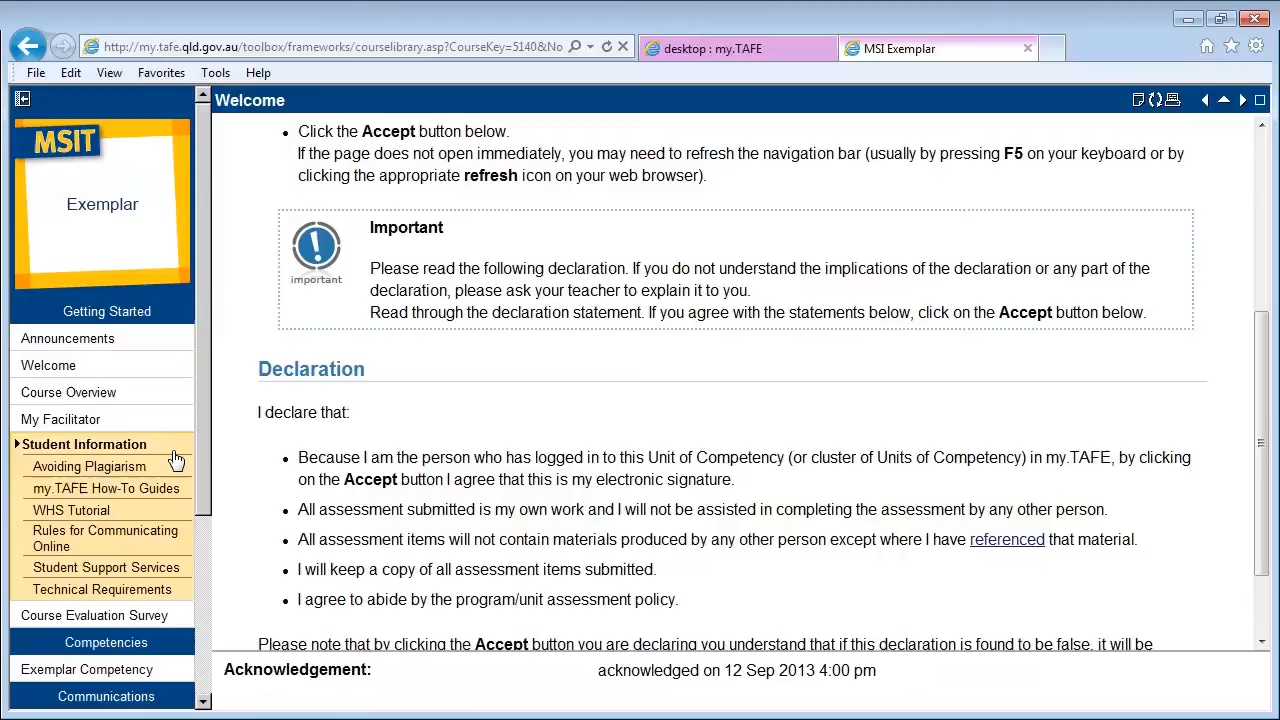 http://my.tafe.qld.gov.au/toolbox/frameworks/courselibrary.asp?CourseKey=5140&No
desktop : my.TAFE
MSI Exemplar
File Edit View Favorites Tools Help
MSIT
Exemplar
Getting Started
Announcements
Welcome
Course Overview
My Facilitator
Student Information
Avoiding Plagiarism
my.TAFE How-To Guides
WHS Tutorial
Rules for Communicating
Online
Student Support Services
Technical Requirements
Course Evaluation Survey
Competencies
Exemplar Competency
Communications
Welcome
• Click the Accept button below.
If the page does not open immediately, you may need to refresh the navigation bar (usually by pressing F5 on your keyboard or by
clicking the appropriate refresh icon on your web browser).
important
Important
Please read the following declaration. If you do not understand the implications of the declaration or any part of the
declaration, please ask your teacher to explain it to you.
Read through the declaration statement. If you agree with the statements below, click on the Accept button below.
Declaration
I declare that:
• Because I am the person who has logged in to this Unit of Competency (or cluster of Units of Competency) in my.TAFE, by clicking
on the Accept button I agree that this is my electronic signature.
• All assessment submitted is my own work and I will not be assisted in completing the assessment by any other person.
• All assessment items will not contain materials produced by any other person except where I have referenced that material.
• I will keep a copy of all assessment items submitted.
• I agree to abide by the program/unit assessment policy.
Please note that by clicking the Accept button you are declaring you understand that if this declaration is found to be false, it will be
Acknowledgement: acknowledged on 12 Sep 2013 4:00 pm